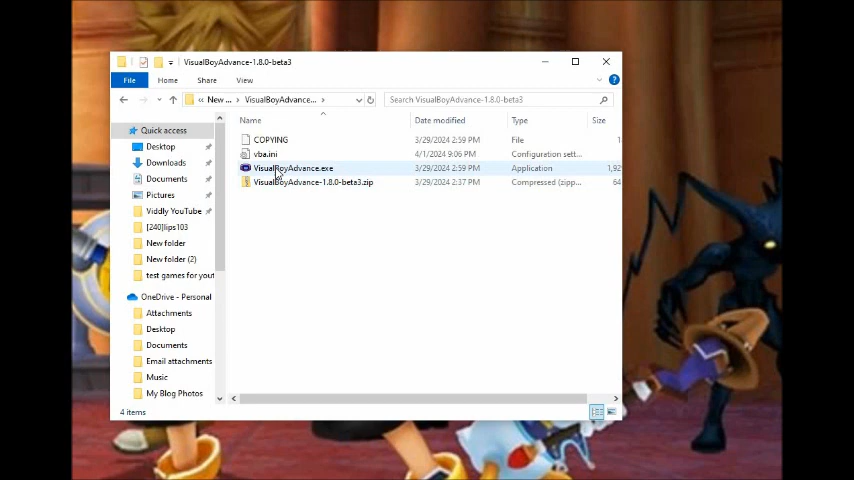 VisualBoyAdvance-1.8.0-beta3
File Home Share View
« New ... › VisualBoyAdvance... › Search VisualBoyAdvance-1.8.0-beta3
Name Date modified Type Size
Quick access
Desktop
Downloads
Documents
Pictures
Viddly YouTube
[240]lips103
New folder
New folder (2)
test games for yout
OneDrive - Personal
Attachments
Desktop
Documents
Email attachments
Music
My Blog Photos
COPYING 3/29/2024 2:59 PM File 1
vba.ini 4/1/2024 9:06 PM Configuration sett...
VisualBoyAdvance.exe 3/29/2024 2:59 PM Application 1,92
VisualBoyAdvance-1.8.0-beta3.zip 3/29/2024 2:37 PM Compressed (zipp... 64
4 items